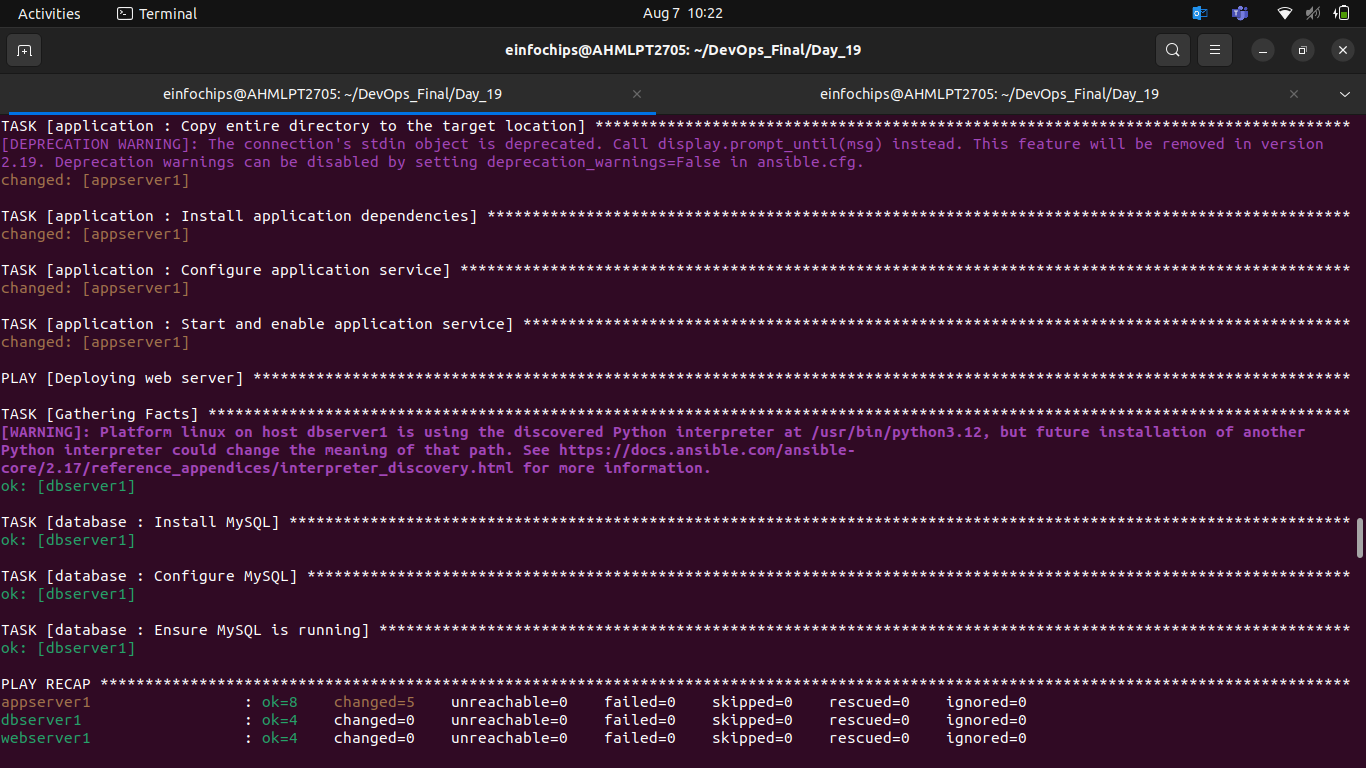 Activities Terminal Aug 7 10:22
einfochips@AHMLPT2705: ~/DevOps_Final/Day_19
einfochips@AHMLPT2705: ~/DevOps_Final/Day_19 × einfochips@AHMLPT2705: ~/DevOps_Final/Day_19 ×
TASK [application : Copy entire directory to the target location] ************************************************************************************
[DEPRECATION WARNING]: The connection's stdin object is deprecated. Call display.prompt_until(msg) instead. This feature will be removed in version
2.19. Deprecation warnings can be disabled by setting deprecation_warnings=False in ansible.cfg.
changed: [appserver1]
TASK [application : Install application dependencies] ************************************************************************************************
changed: [appserver1]
TASK [application : Configure application service] ***************************************************************************************************
changed: [appserver1]
TASK [application : Start and enable application service] ********************************************************************************************
changed: [appserver1]
PLAY [Deploying web server] **************************************************************************************************************************
TASK [Gathering Facts] *******************************************************************************************************************************
[WARNING]: Platform linux on host dbserver1 is using the discovered Python interpreter at /usr/bin/python3.12, but future installation of another
Python interpreter could change the meaning of that path. See https://docs.ansible.com/ansible-
core/2.17/reference_appendices/interpreter_discovery.html for more information.
ok: [dbserver1]
TASK [database : Install MySQL] **********************************************************************************************************************
ok: [dbserver1]
TASK [database : Configure MySQL] ********************************************************************************************************************
ok: [dbserver1]
TASK [database : Ensure MySQL is running] ************************************************************************************************************
ok: [dbserver1]
PLAY RECAP *******************************************************************************************************************************************
appserver1 : ok=8 changed=5 unreachable=0 failed=0 skipped=0 rescued=0 ignored=0
dbserver1 : ok=4 changed=0 unreachable=0 failed=0 skipped=0 rescued=0 ignored=0
webserver1 : ok=4 changed=0 unreachable=0 failed=0 skipped=0 rescued=0 ignored=0